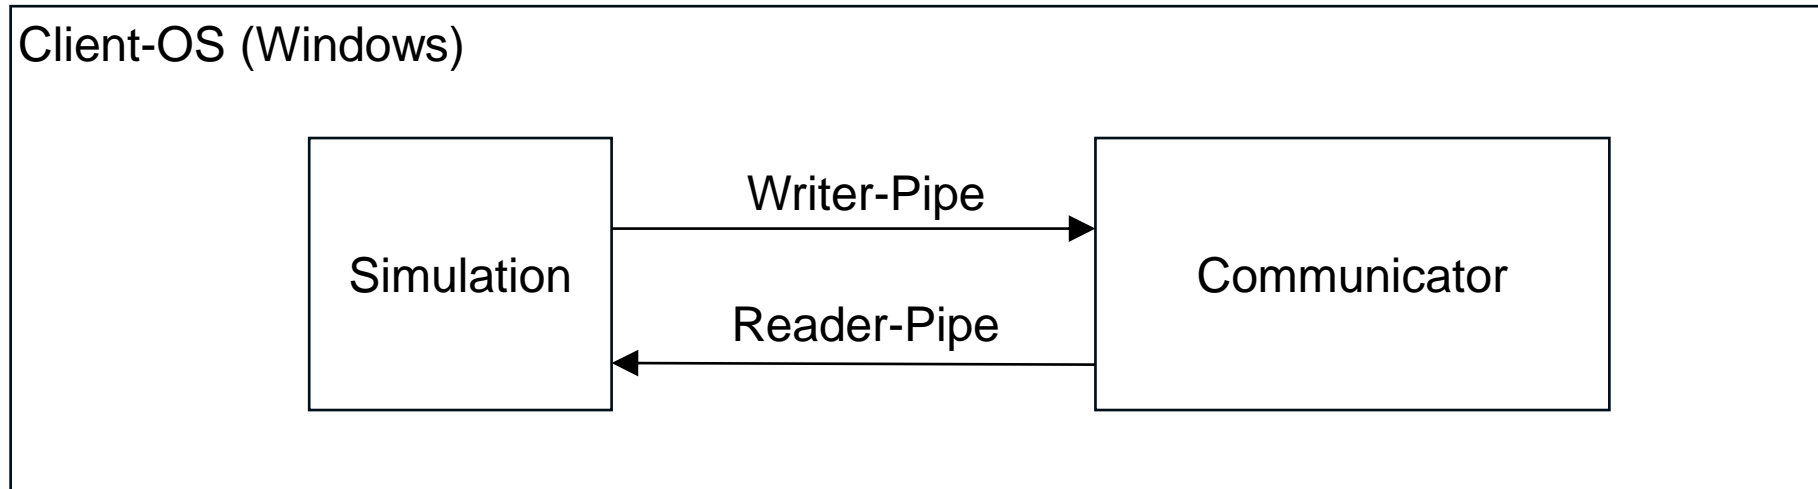 Client-OS (Windows)
Writer-Pipe
Simulation
Communicator
Reader-Pipe